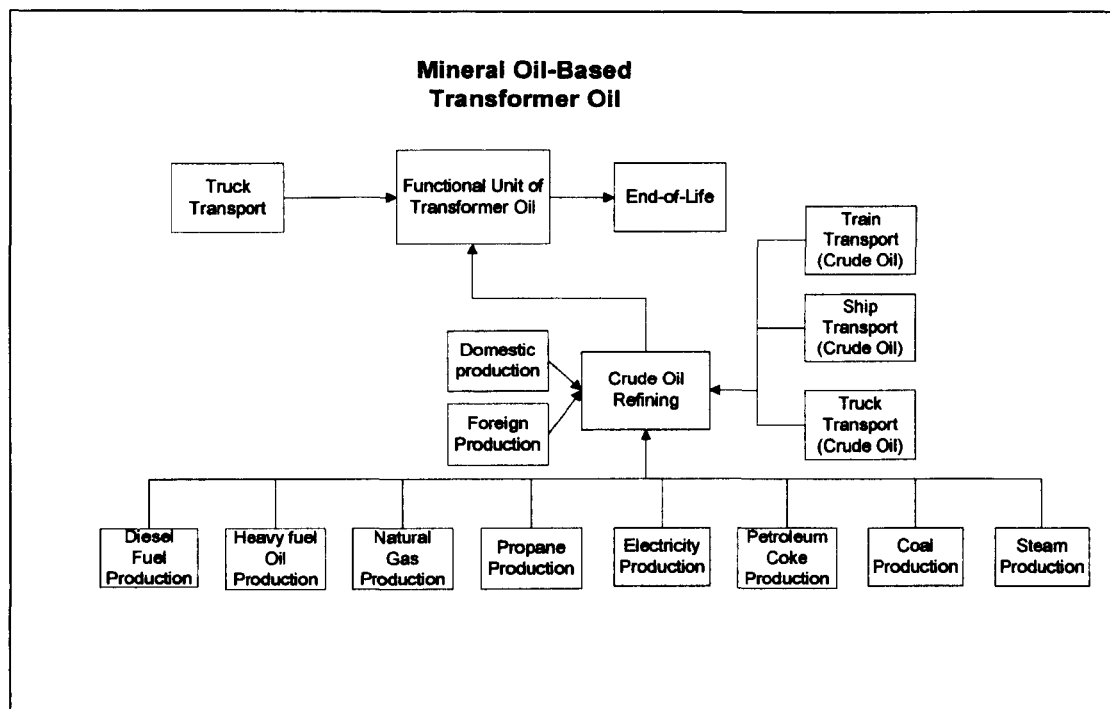 Mineral Oil-Based
Transformer Oil
Truck
Transport
Functional Unit of
Transformer Oil
End-of-Life
Train
Transport
(Crude Oil)
Ship
Transport
(Crude Oil)
Domestic
production
Crude Oil
Refining
Foreign
Production
Truck
Transport
(Crude Oil)
Diesel
Fuel
Production
Heavy fuel
Oil
Production
Natural
Gas
Production
Propane
Production
Electricity
Production
Petroleum
Coke
Production
Coal
Production
Steam
Production